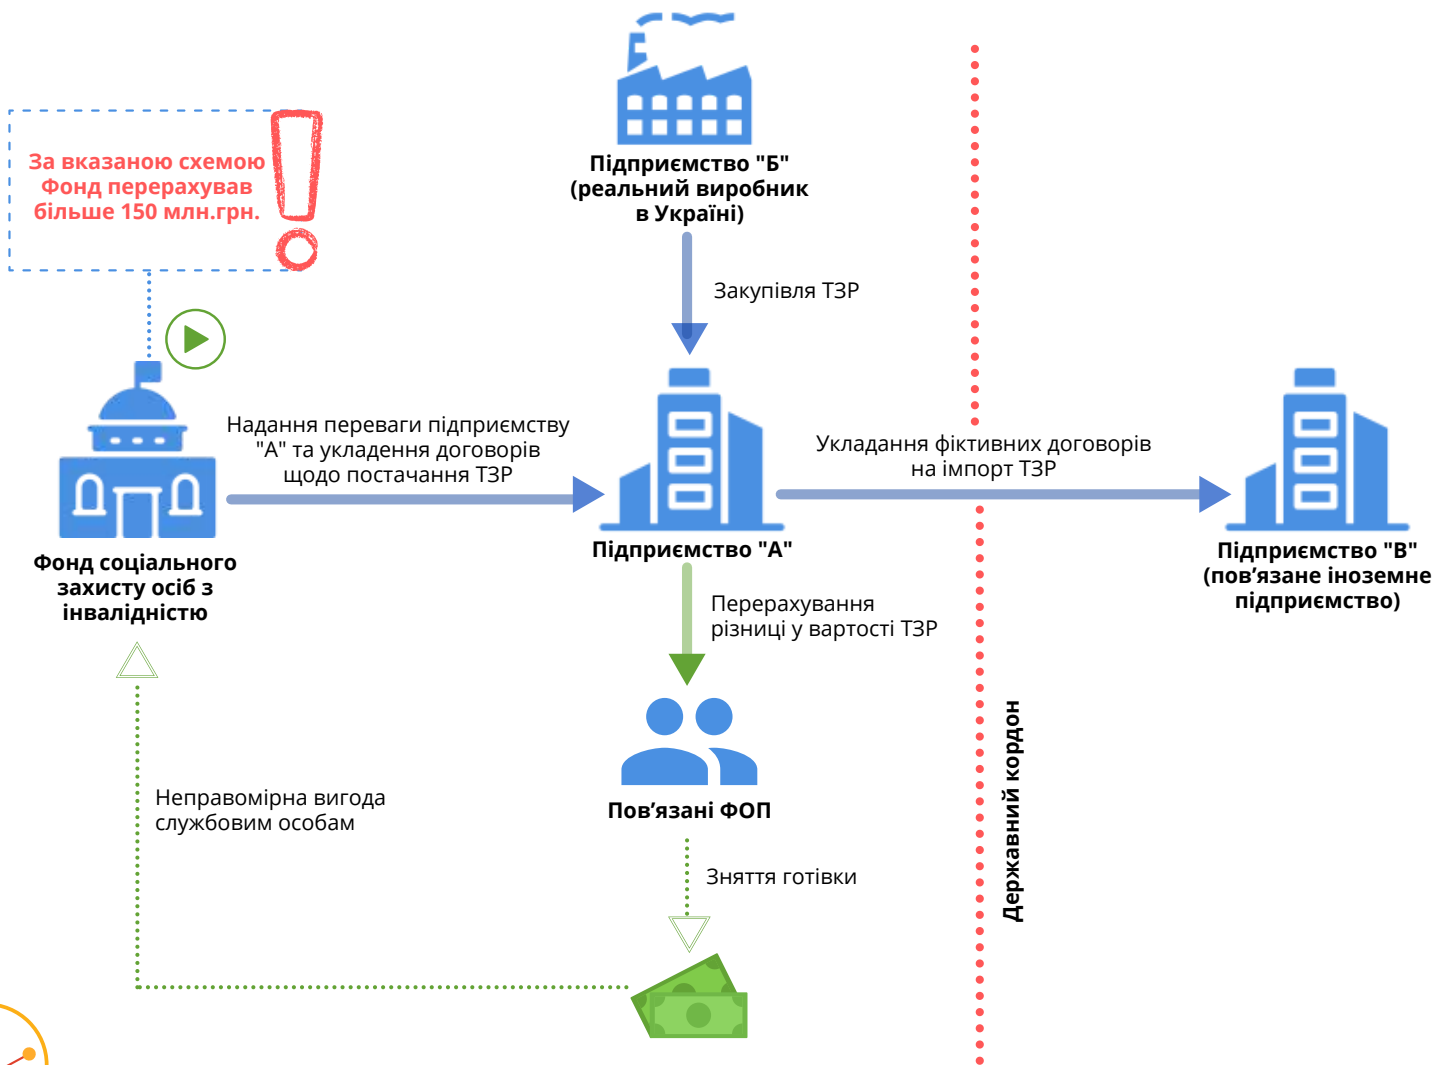 Підприємство "Б"
(реальний виробник
в Україні)
За вказаною схемою
Фонд перерахував
більше 150 млн.грн.
Закупівля ТЗР
Надання переваги підприємству
"А" та укладення договорів
щодо постачання ТЗР
Укладання фіктивних договорів
на імпорт ТЗР
Фонд соціального
захисту осіб з
інвалідністю
Підприємство "А"
Підприємство "В"
(пов’язане іноземне
підприємство)
Перерахування
різниці у вартості ТЗР
Державний кордон
Пов’язані ФОП
Неправомірна вигода
службовим особам
Зняття готівки